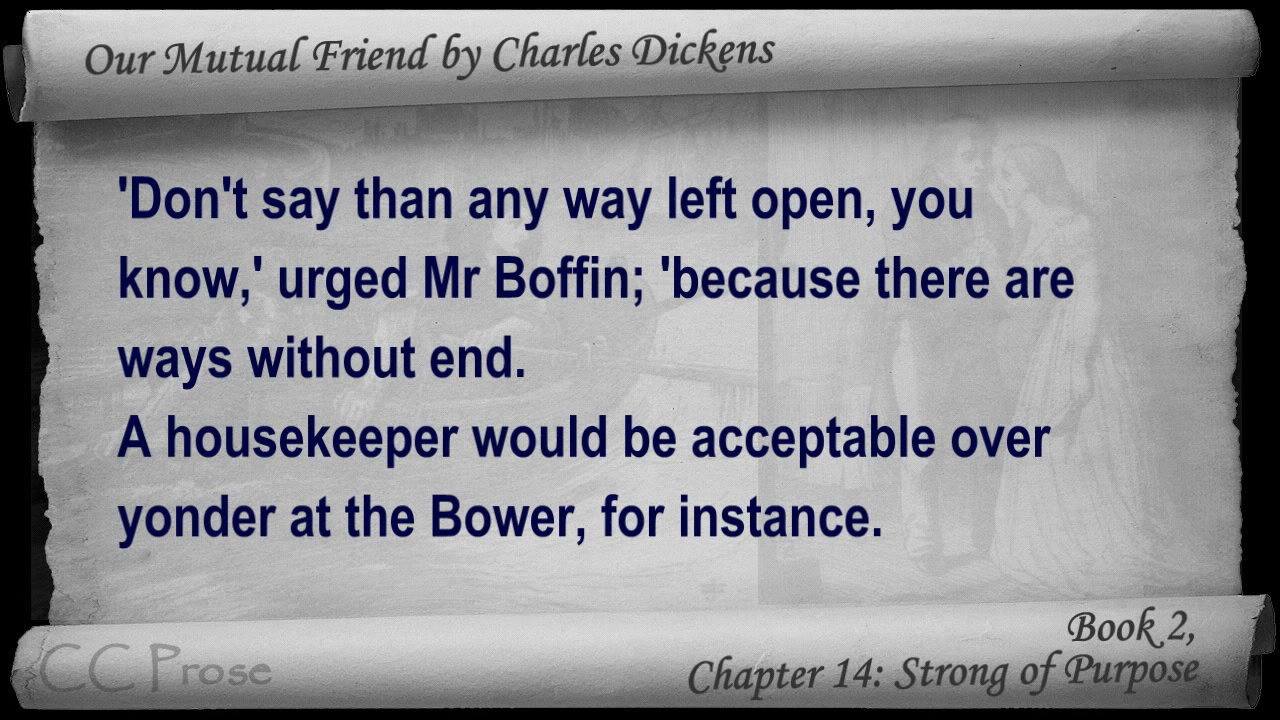 Our Mutual Friend by Charles Dickens
'Don't say than any way left open, you
know,' urged Mr Boffin; 'because there are
ways without end.
A housekeeper would be acceptable over
yonder at the Bower, for instance.
CC Prose
Book 2,
Chapter 14: Strong of Purpose